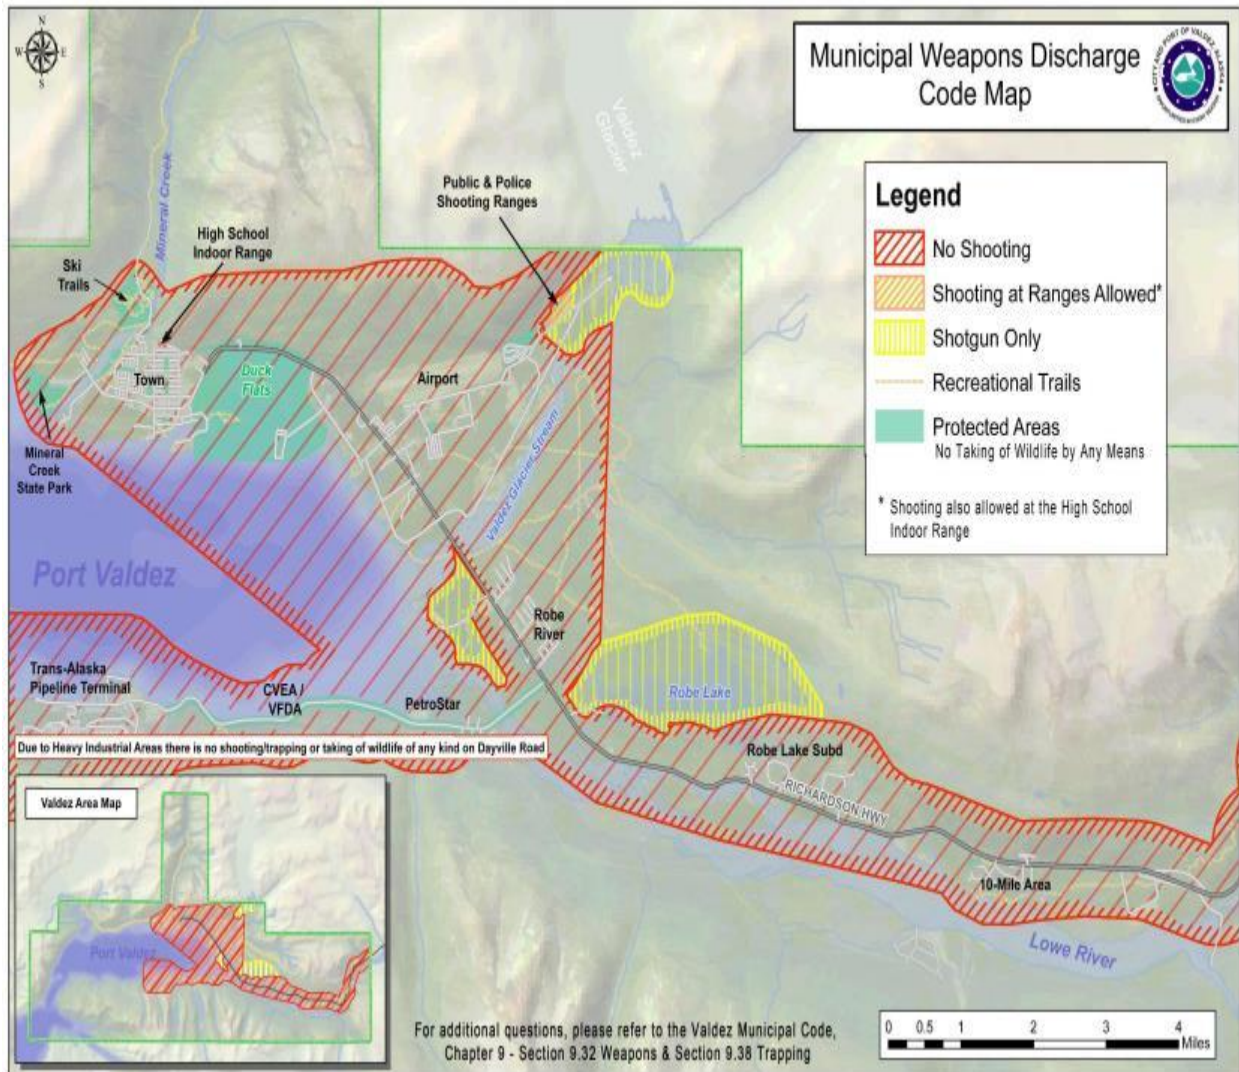 N
W E
S
Municipal Weapons Discharge
Code Map
CITY AND PORT OF VALDEZ, ALASKA
Valdez
Glacier
Mineral Creek
Public & Police
Shooting Ranges
High School
Indoor Range
Ski
Trails
Legend
No Shooting
Shooting at Ranges Allowed*
Shotgun Only
Recreational Trails
Protected Areas
No Taking of Wildlife by Any Means
* Shooting also allowed at the High School
Indoor Range
Town
Duck
Flats
Airport
Mineral
Creek
State Park
Valdez Glacier Stream
Port Valdez
Robe
River
Trans-Alaska
Pipeline Terminal
CVEA /
VFDA
PetroStar
Robe Lake
Due to Heavy Industrial Areas there is no shooting/trapping or taking of wildlife of any kind on Dayville Road
Robe Lake Subd
RICHARDSON HWY
10-Mile Area
Lowe River
Valdez Area Map
Port Valdez
For additional questions, please refer to the Valdez Municipal Code,
Chapter 9 - Section 9.32 Weapons & Section 9.38 Trapping
0 0.5 1 2 3 4
Miles